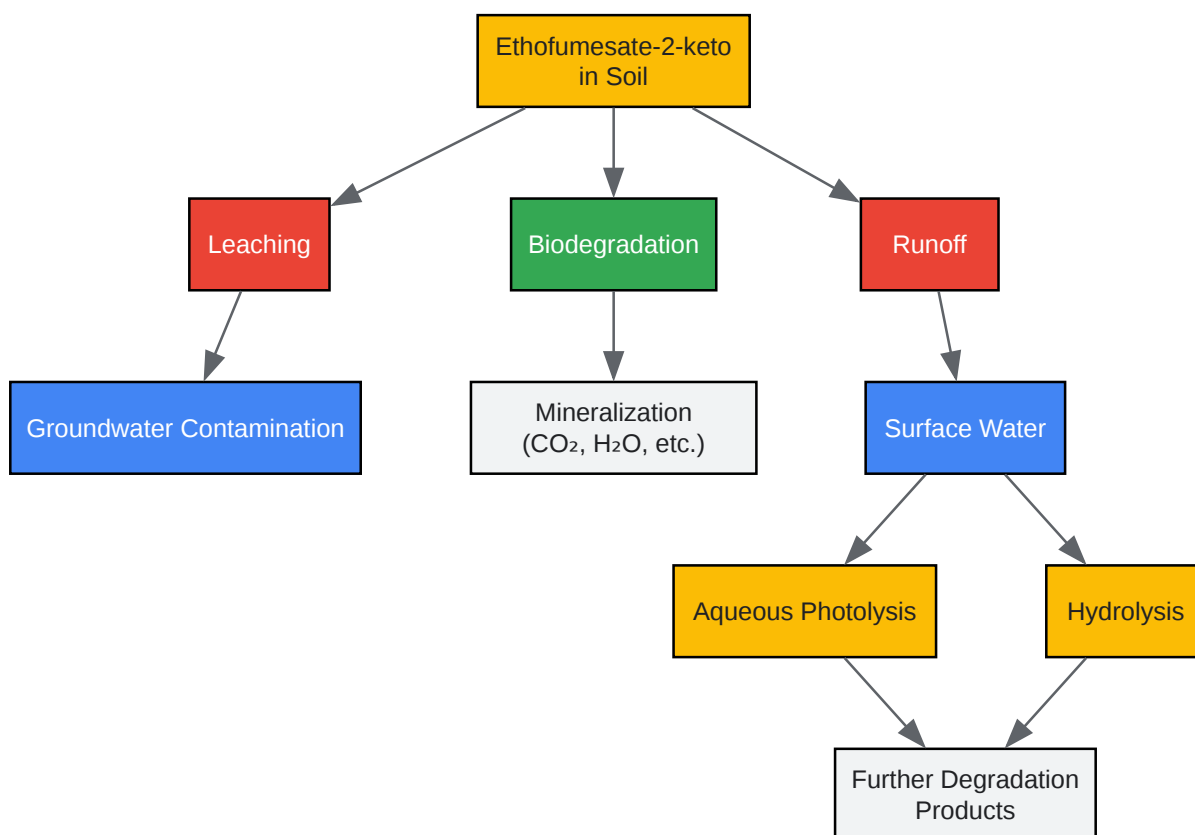 Ethofumesate-2-keto
in Soil
Leaching
Biodegradation
Runoff
Groundwater Contamination
Mineralization
(CO₂, H₂O, etc.)
Surface Water
Aqueous Photolysis
Hydrolysis
Further Degradation
Products